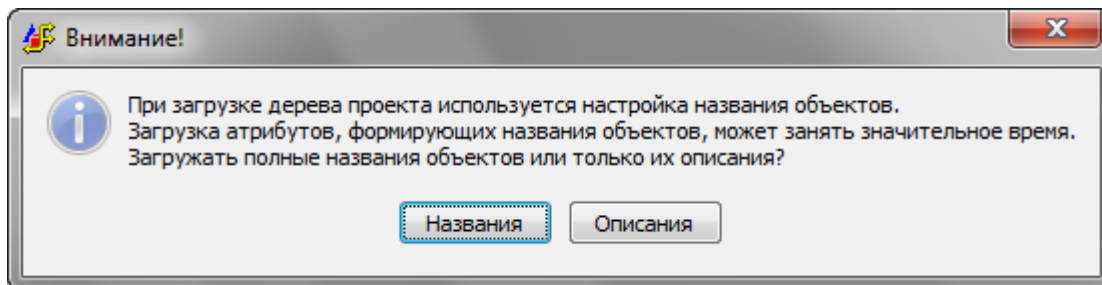 Внимание!
При загрузке дерева проекта используется настройка названия объектов.
Загрузка атрибутов, формирующих названия объектов, может занять значительное время.
Загружать полные названия объектов или только их описания?
Названия Описания